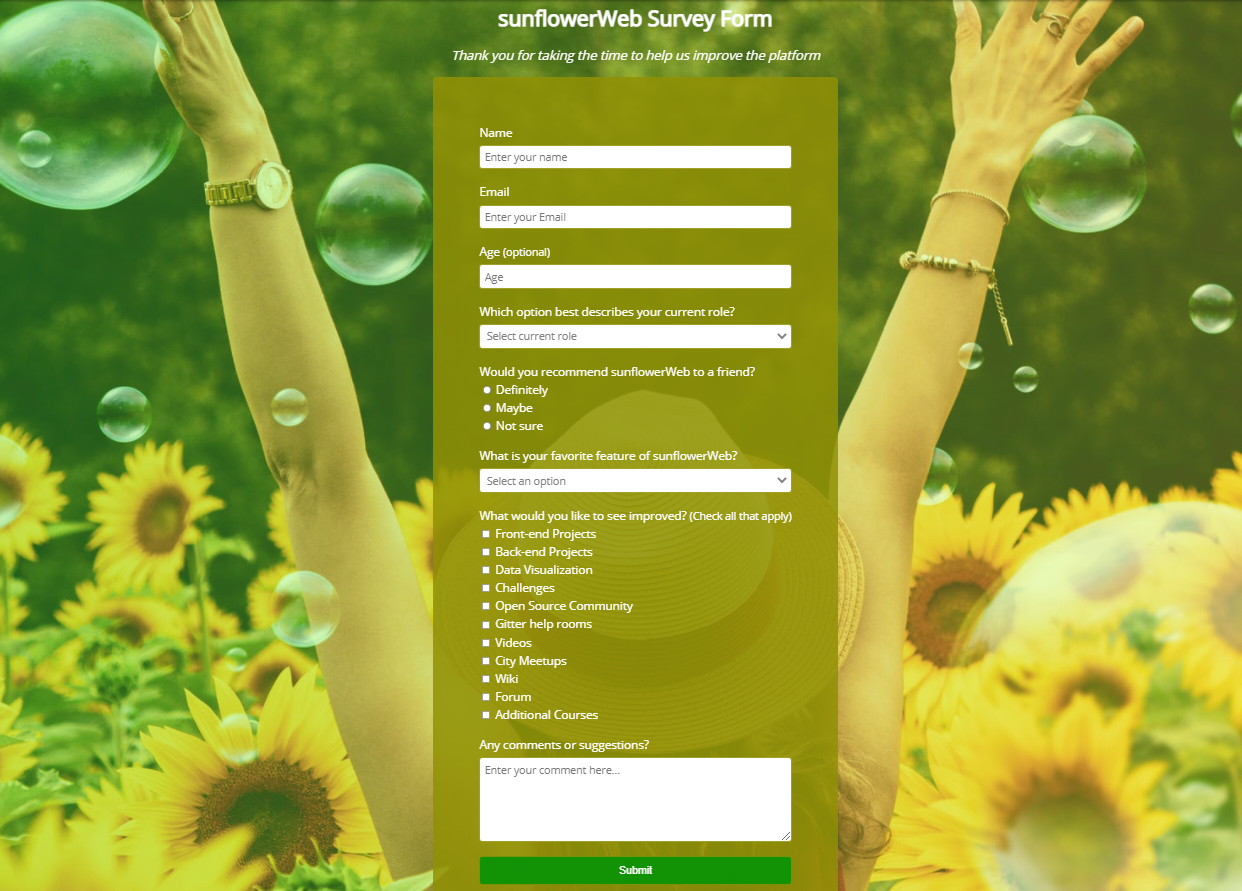 sunflowerWeb Survey Form
Thank you for taking the time to help us improve the platform
Name
Enter your name
Email
Enter your Email
Age (optional)
Age
Which option best describes your current role?
Select current role
Would you recommend sunflowerWeb to a friend?
Definitely
Maybe
Not sure
What is your favorite feature of sunflowerWeb?
Select an option
What would you like to see improved? (Check all that apply)
Front-end Projects
Back-end Projects
Data Visualization
Challenges
Open Source Community
Gitter help rooms
Videos
City Meetups
Wiki
Forum
Additional Courses
Any comments or suggestions?
Enter your comment here...
Submit